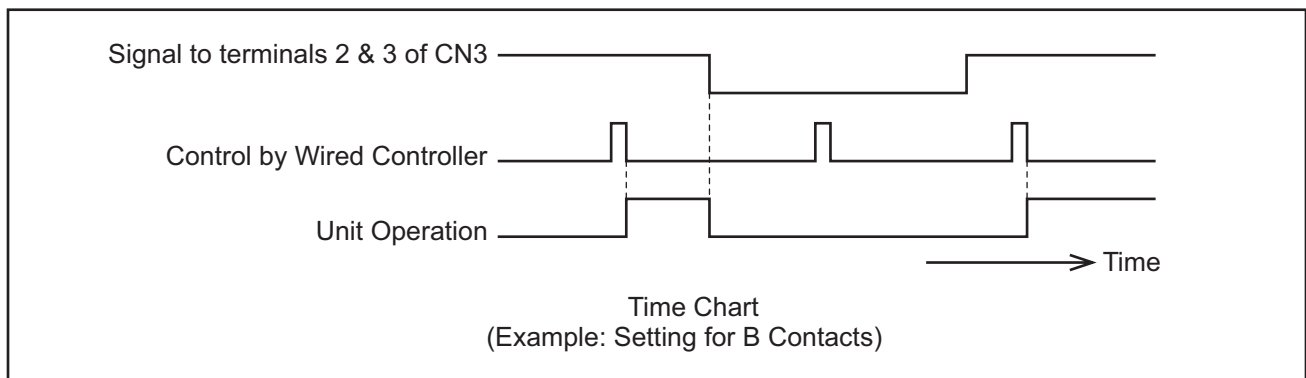 Signal to terminals 2 & 3 of CN3
Control by Wired Controller
Unit Operation
Time
Time Chart
(Example: Setting for B Contacts)